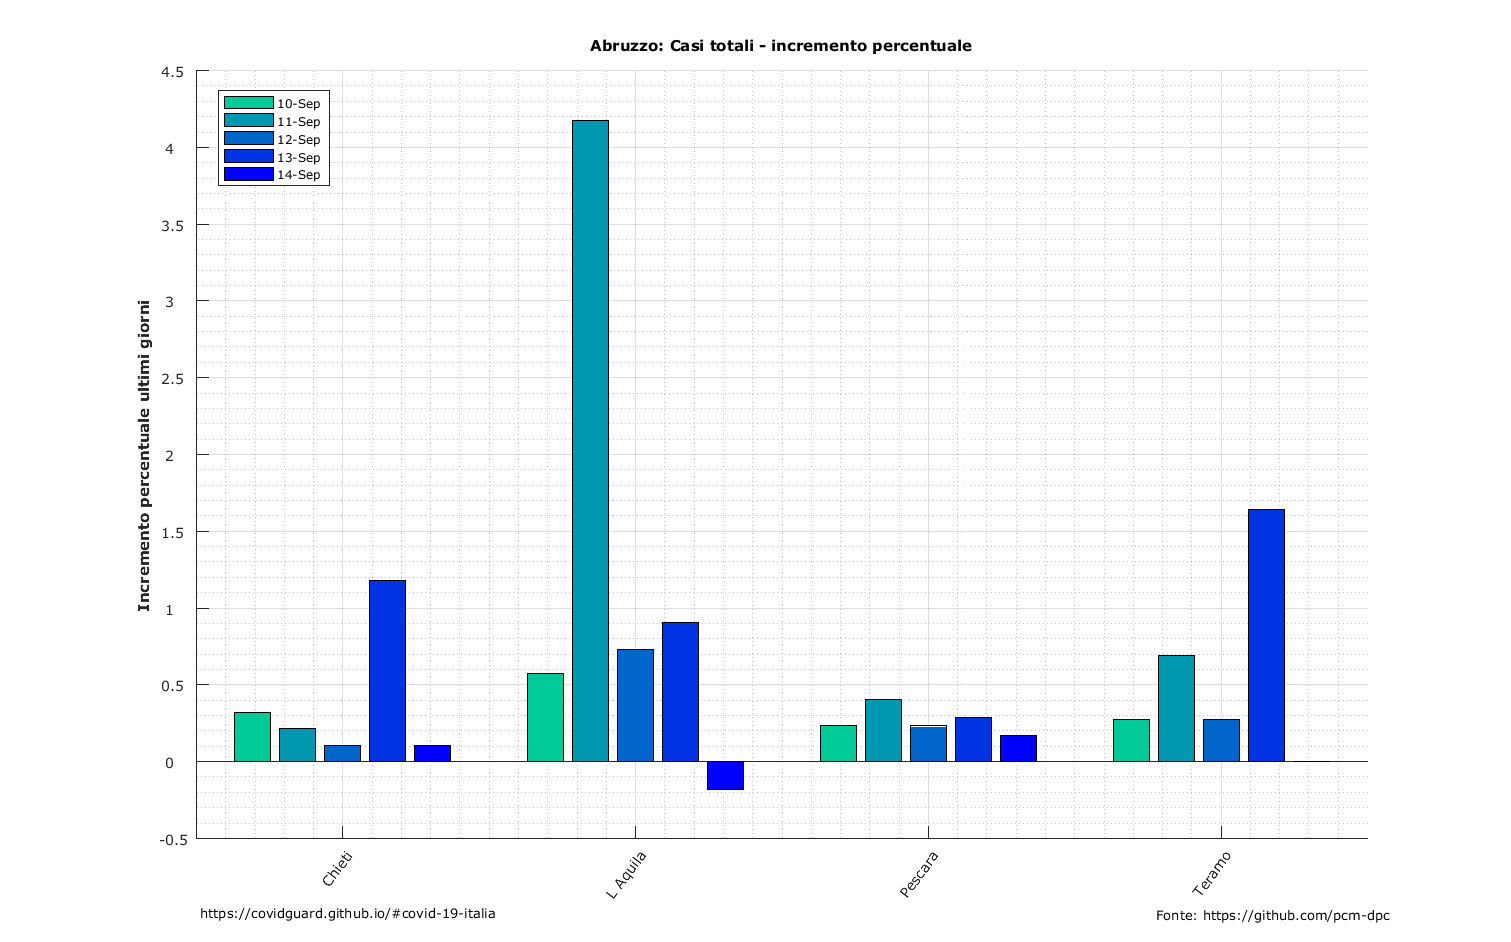 Abruzzo: Casi totali - incremento percentuale
4.5
4
3.5
3
2.5
2
1.5
1
0.5
0
-0.5
Incremento percentuale ultimi giorni
10-Sep
11-Sep
12-Sep
13-Sep
14-Sep
Chieti
L Aquila
Pescara
Teramo
https://covidguard.github.io/#covid-19-italia
Fonte: https://github.com/pcm-dpc